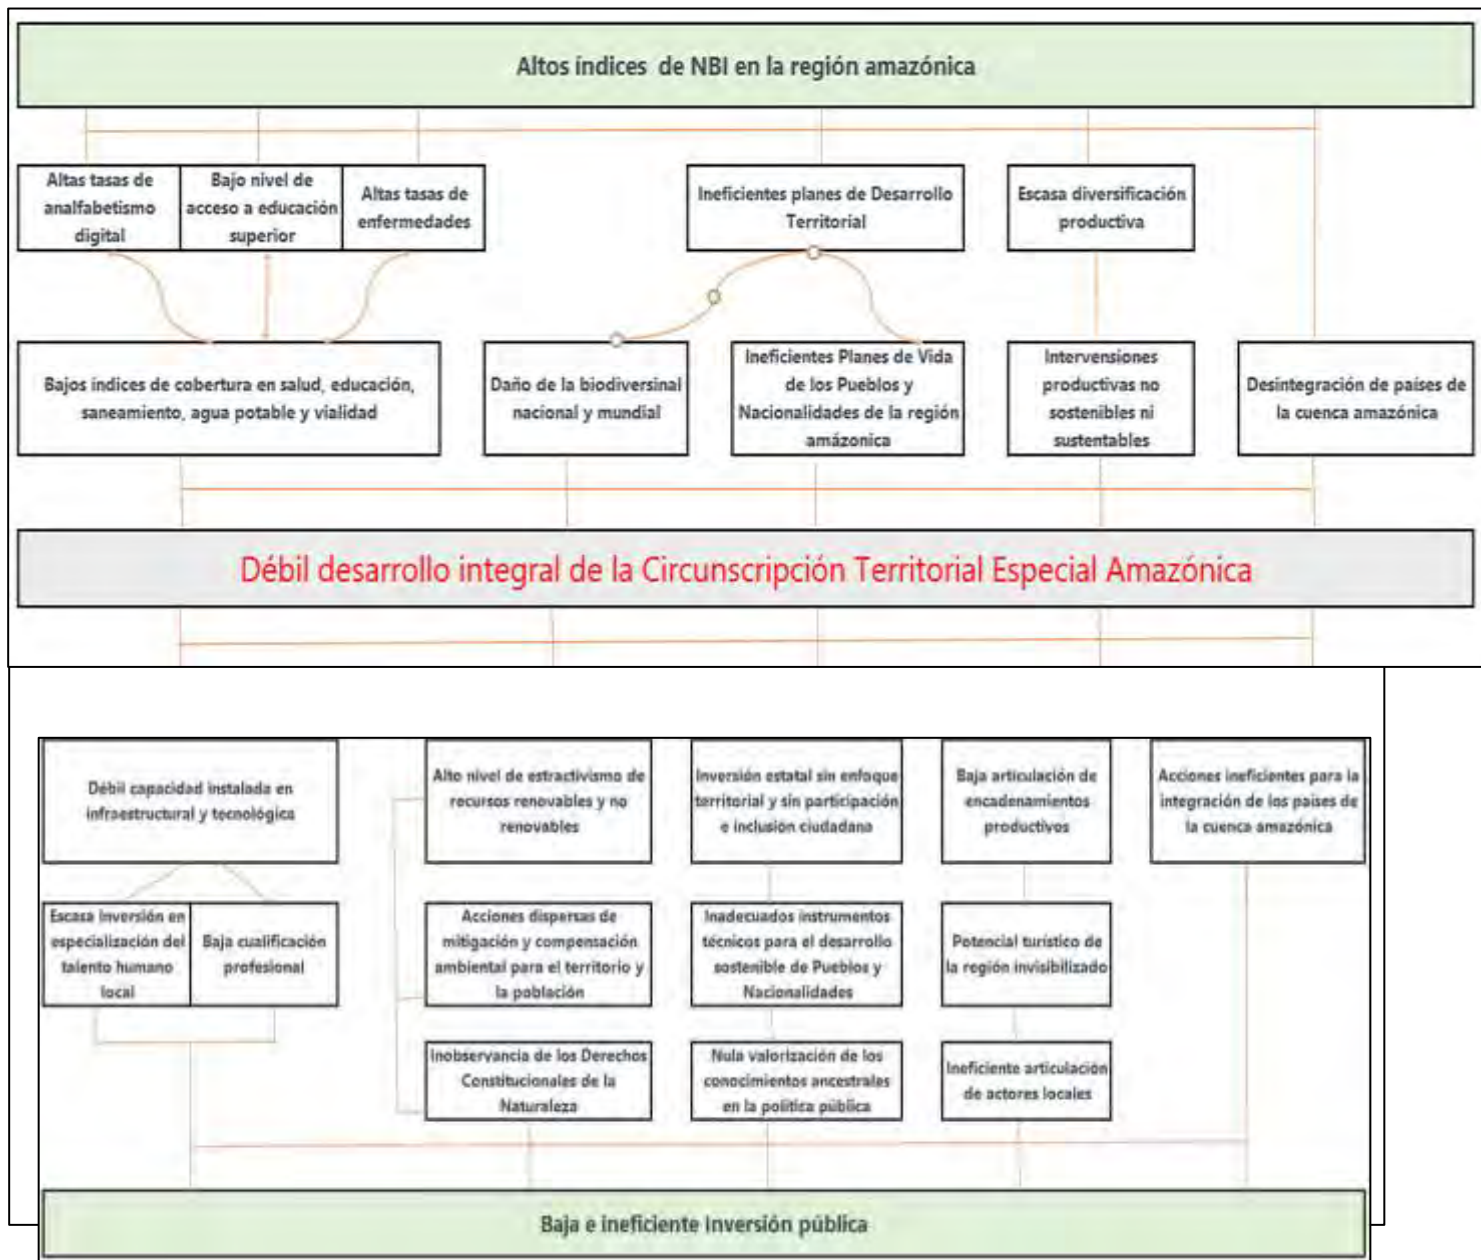 Altos índices de NBI en la región amazónica
Altas tasas de
analfabetismo
digital
Bajo nivel de
acceso a educación
superior
Altas tasas de
enfermedades
Ineficientes planes de Desarrollo
Territorial
Escasa diversificación
productiva
Bajos índices de cobertura en salud, educación,
saneamiento, agua potable y vialidad
Daño de la biodiversinal
nacional y mundial
Ineficientes Planes de Vida
de los Pueblos y
Nacionalidades de la región
amázonica
Intervenciones
productivas no
sostenibles ni
sustentables
Desintegración de países de
la cuenca amazónica
Débil desarrollo integral de la Circunscripción Territorial Especial Amazónica
Débil capacidad instalada en
infraestructural y tecnológica
Alto nivel de estractivismo de
recursos renovables y no
renovables
Inversión estatal sin enfoque
territorial y sin participación
e inclusión ciudadana
Baja articulación de
encadenamientos
productivos
Acciones ineficientes para la
integración de los países de
la cuenca amazónica
Escasa inversión en
especialización del
talento humano
local
Baja cualificación
profesional
Acciones dispersas de
mitigación y compensación
ambiental para el territorio y
la población
Inadecuados instrumentos
técnicos para el desarrollo
sostenible de Pueblos y
Nacionalidades
Potencial turístico de
la región invisibilizado
Inobservancia de los Derechos
Constitucionales de la
Naturaleza
Nula valorización de los
conocimientos ancestrales
en la política pública
Ineficiente articulación
de actores locales
Baja e ineficiente Inversión pública